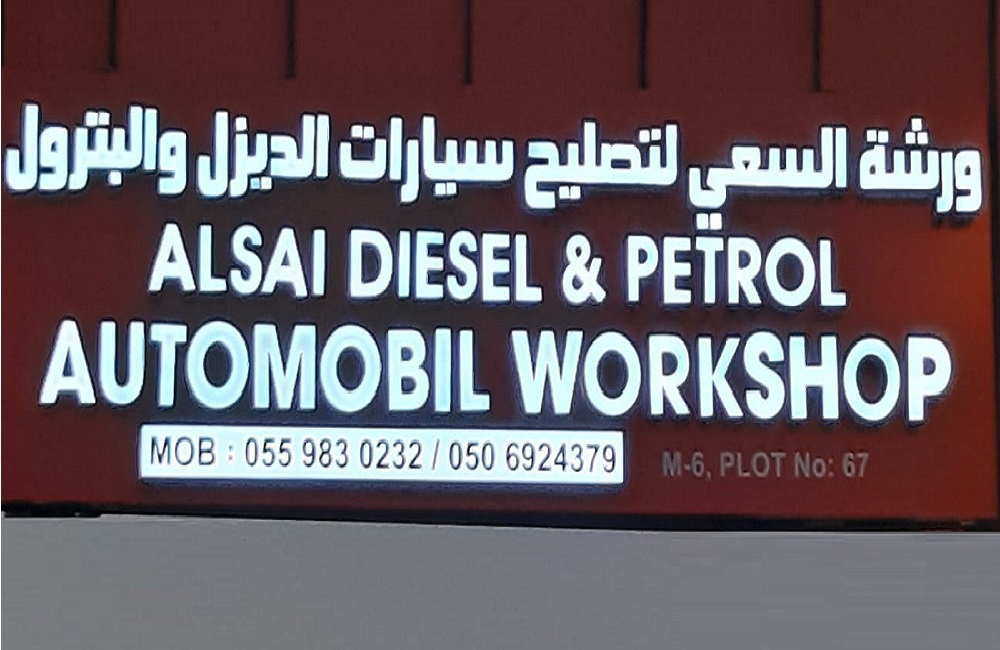 ورشة السعي لتصليح سيارات الديزل والبترول
ALSAI DIESEL & PETROL
AUTOMOBIL WORKSHOP
MOB : 055 983 0232 / 050 6924379
M-6, PLOT No: 67